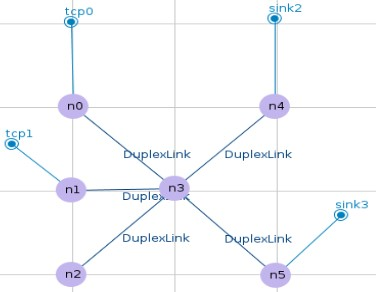 tcp0
sink2
n0
n4
tcp1
DuplexLink
DuplexLink
n1
n3
DuplexLink
sink3
DuplexLink
DuplexLink
n2
n5